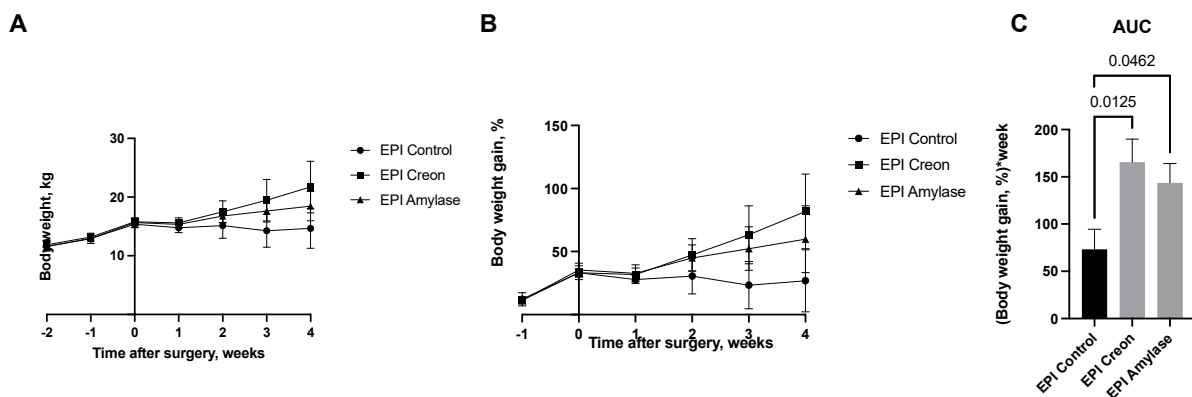 A
Body weight, kg
30
20
10
-2 -1 0 1 2 3 4
Time after surgery, weeks
EPI Control
EPI Creon
EPI Amylase
B
Body weight gain, %
150
100
50
-1 0 1 2 3 4
Time after surgery, weeks
EPI Control
EPI Creon
EPI Amylase
C
AUC
0.0462
0.0125
(Body weight gain, %)*week
200
150
100
50
0
EPI Control
EPI Creon
EPI Amylase